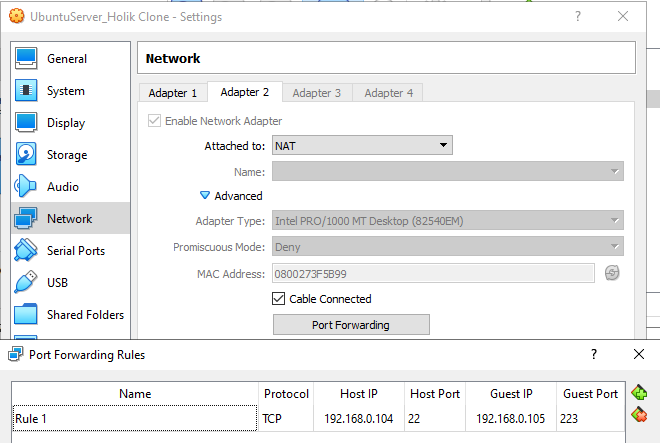 UbuntuServer_Holik Clone - Settings
?
General
System
Display
Storage
Audio
Network
Serial Ports
USB
Shared Folders
Network
Adapter 1 Adapter 2 Adapter 3 Adapter 4
Enable Network Adapter
Attached to: NAT
Name:
Advanced
Adapter Type: Intel PRO/1000 MT Desktop (82540EM)
Promiscuous Mode: Deny
MAC Address: 0800273F5B99
Cable Connected
Port Forwarding
Port Forwarding Rules ?
Name Protocol Host IP Host Port Guest IP Guest Port
Rule 1 TCP 192.168.0.104 22 192.168.0.105 223